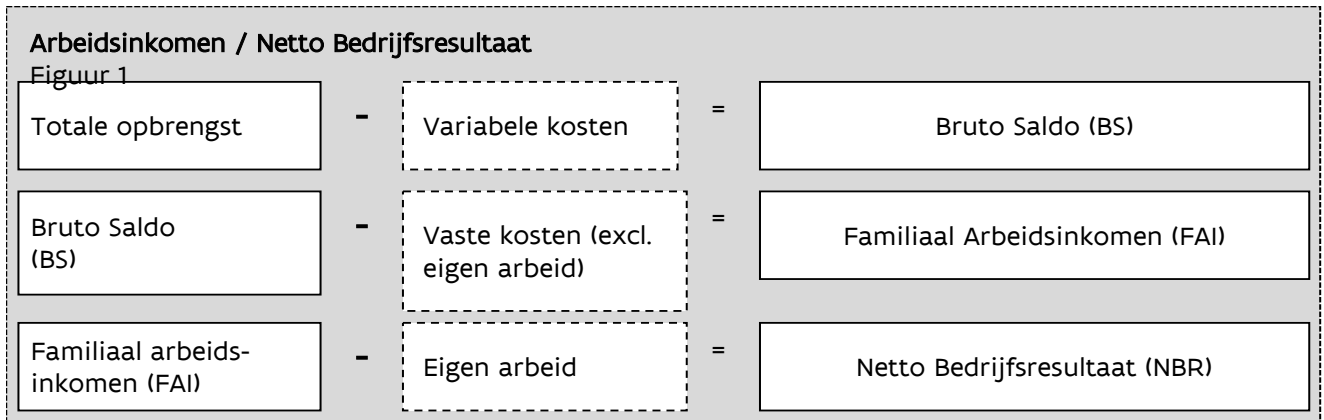 Arbeidsinkomen / Netto Bedrijfsresultaat
Figuur 1
Totale opbrengst - Variabele kosten = Bruto Saldo (BS)
Bruto Saldo
(BS)
- Vaste kosten (excl.
eigen arbeid)
= Familiaal Arbeidsinkomen (FAI)
Familiaal arbeids-
inkomen (FAI)
- Eigen arbeid = Netto Bedrijfsresultaat (NBR)